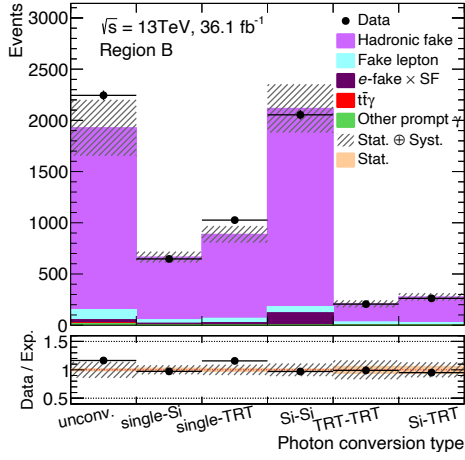 Events
3000
2500
2000
1500
1000
500
0
√s = 13TeV, 36.1 fb⁻¹
Region B
Data
Hadronic fake
Fake lepton
e-fake × SF
tt̄γ
Other prompt γ
Stat. ⊕ Syst.
Stat.
Data / Exp.
1.5
1
0.5
unconv.
single-Si
single-TRT
Si-Si
TRT-TRT
Si-TRT
Photon conversion type